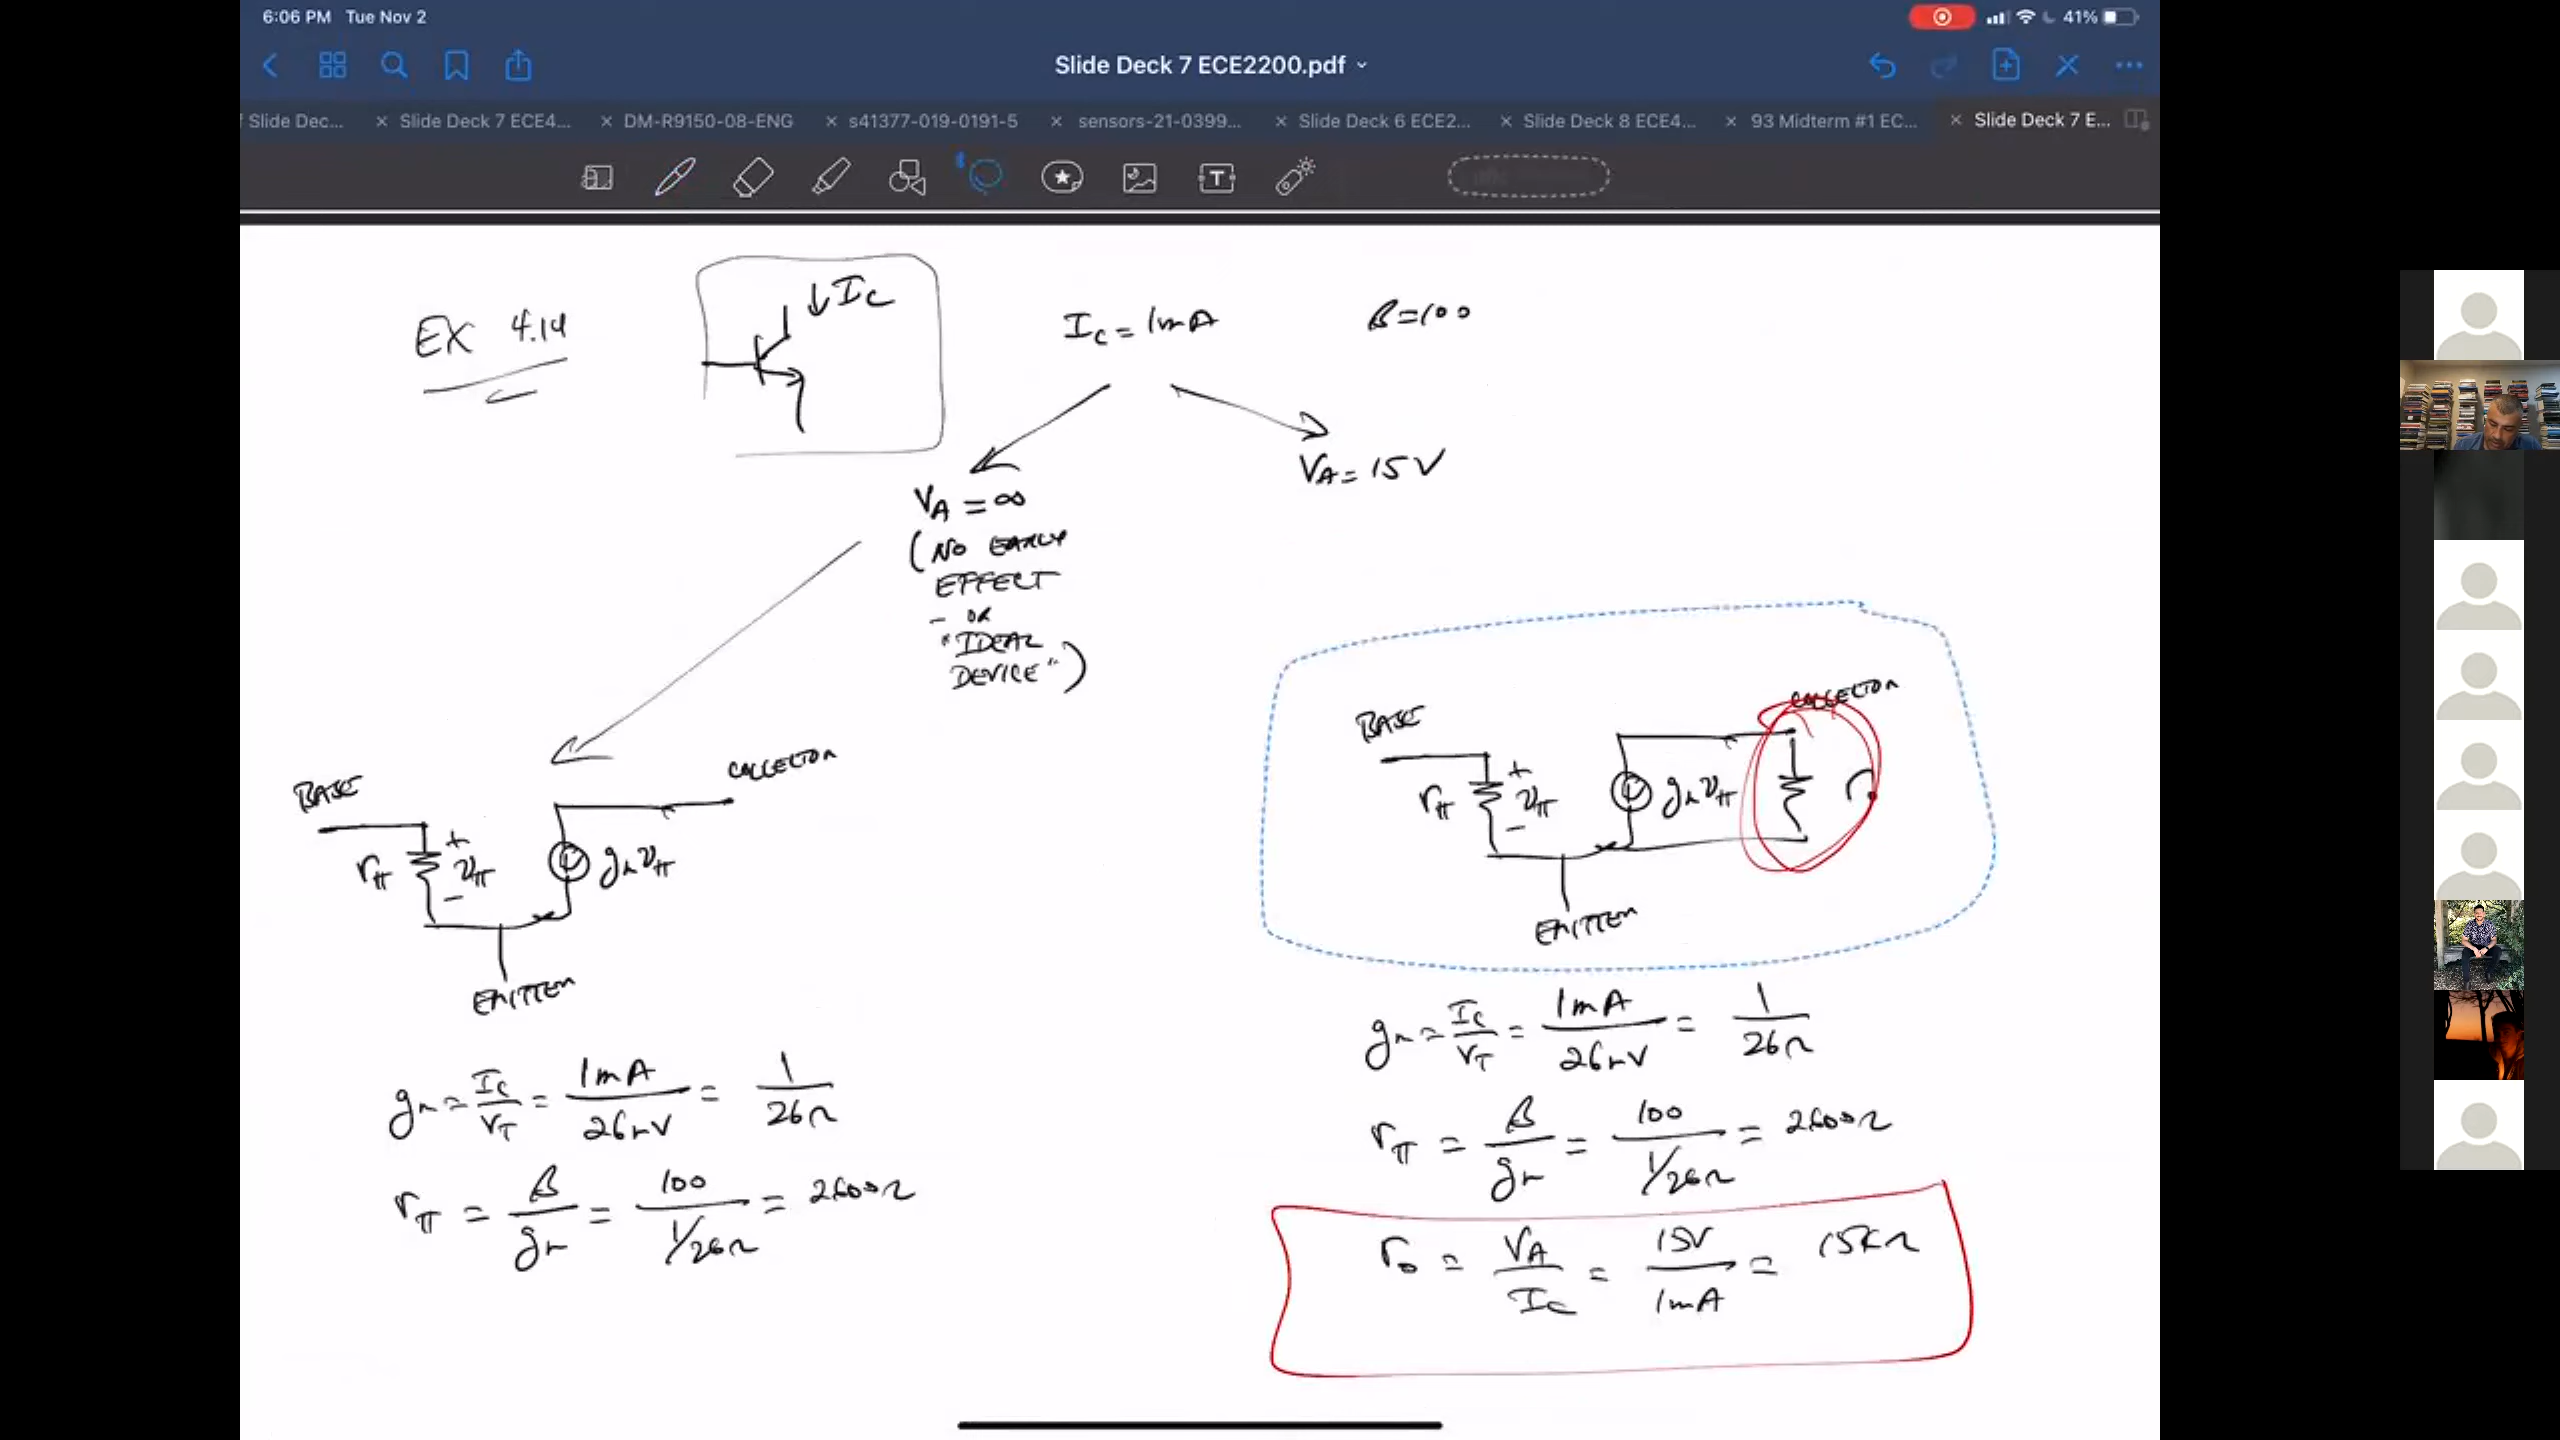 6:06 PM Tue Nov 2
41%
Slide Deck 7 ECE2200.pdf
Slide Dec...
Slide Deck 7 ECE4...
DM-R9150-08-ENG
s41377-019-0191-5
sensors-21-0399...
Slide Deck 6 ECE2...
Slide Deck 8 ECE4...
93 Midterm #1 EC...
Slide Deck 7 E...
EX 4.14
↓IC
IC = 1mA
β=100
VA = ∞
(NO EARLY
EFFECT
- OR
"IDEAL
DEVICE")
VA = 15V
BASE
COLLECTOR
rπ
+
vπ
-
gmvπ
EMITTER
gm = IC/VT = 1mA/26mV = 1/26Ω
rπ = β/gm = 100/1/26Ω = 2600Ω
BASE
COLLECTOR
rπ
+
vπ
-
gmvπ
ro
EMITTER
gm = IC/VT = 1mA/26mV = 1/26Ω
rπ = β/gm = 100/1/26Ω = 2600Ω
ro = VA/IC = 15V/1mA = 15KΩ